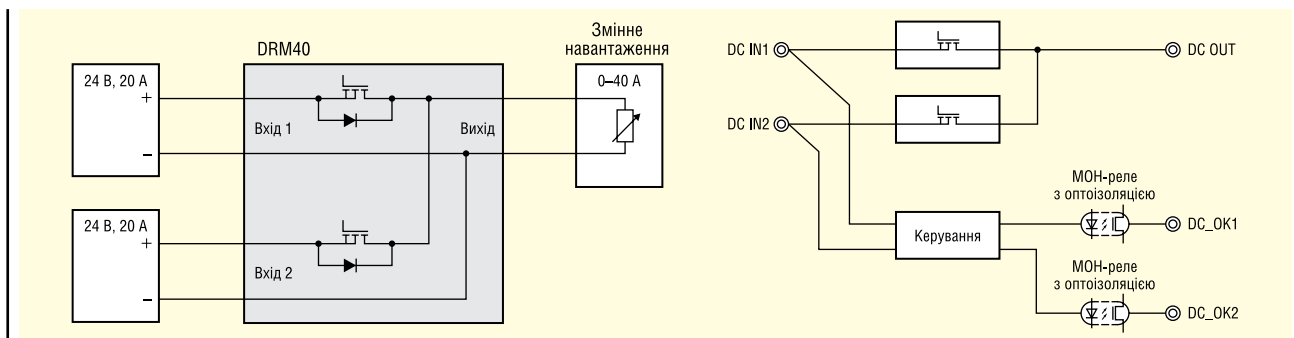 DRM40
24 В, 20 А
+
−
Вхід 1
Вихід
Змінне
навантаження
0–40 А
24 В, 20 А
+
−
Вхід 2
DC IN1
DC OUT
DC IN2
Керування
МОН-реле
з оптоізоляцією
DC_OK1
МОН-реле
з оптоізоляцією
DC_OK2